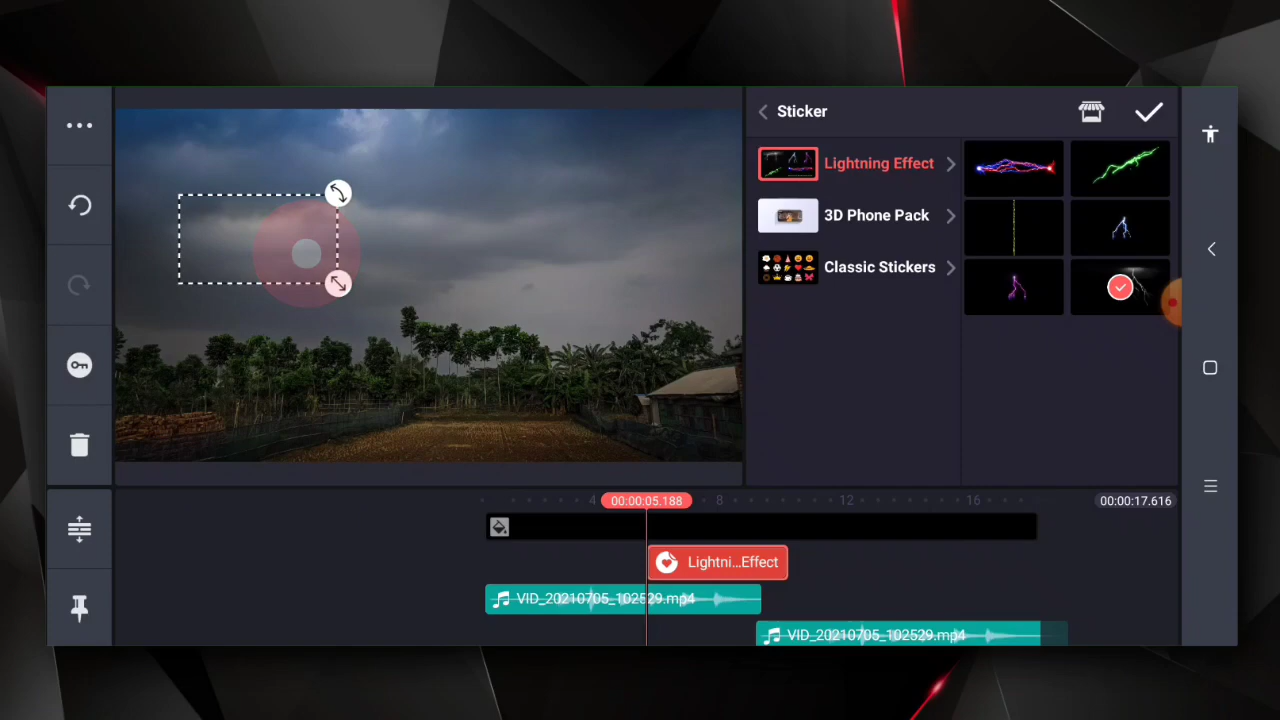 Sticker
Lightning Effect
3D Phone Pack
Classic Stickers
4 00:00:05.188 8 12 16 00:00:17.616
Lightni...Effect
VID_20210705_102529.mp4
VID_20210705_102529.mp4